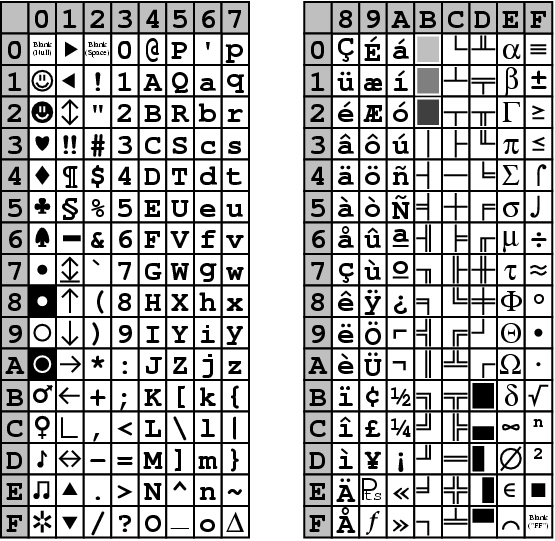 0 1 2 3 4 5 6 7 8 9 A B C D E F
0 Blank (Null) ► Blank (Space) 0 @ P ' p 0 Ç É á ░ └ ╨ α ≡
1 ☺ ◄ ! 1 A Q a q 1 ü æ í ▒ ┴ ╤ β ±
2 ☻ ↕ " 2 B R b r 2 é Æ ó ▓ ┬ ╥ Γ ≥
3 ♥ ‼ # 3 C S c s 3 â ô ú │ ├ ╙ π ≤
4 ♦ ¶ $ 4 D T d t 4 ä ö ñ ┤ ─ ╘ Σ ⌠
5 ♣ § % 5 E U e u 5 à ò Ñ ╡ ┼ ╒ σ ⌡
6 ♠ ▬ & 6 F V f v 6 å û ª ╢ ╞ ╓ µ ÷
7 • ↨ ` 7 G W g w 7 ç ù º ╖ ╟ ╫ τ ≈
8 ◘ ↑ ( 8 H X h x 8 ê ÿ ¿ ╕ ╚ ╪ Φ °
9 ○ ↓ ) 9 I Y i y 9 ë Ö ⌐ ╣ ╔ ┘ Θ •
A ◙ → * : J Z j z A è Ü ¬ ║ ╩ ┌ Ω ·
B ♂ ← + ; K [ k { B ï ¢ ½ ╗ ╦ █ δ √
C ♀ ∟ , < L \ l | C î £ ¼ ╝ ╠ ▄ ∞ ⁿ
D ♪ ↔ - = M ] m } D ì ¥ ¡ ╜ ═ ▌ ∅ ²
E ♫ ▲ . > N ^ n ~ E Ä ₧ « ╛ ╬ ▐ ∈ ■
F ☼ ▼ / ? O _ o Δ F Å ƒ » ┐ ╧ ▀ ∩ Blank ("FF")